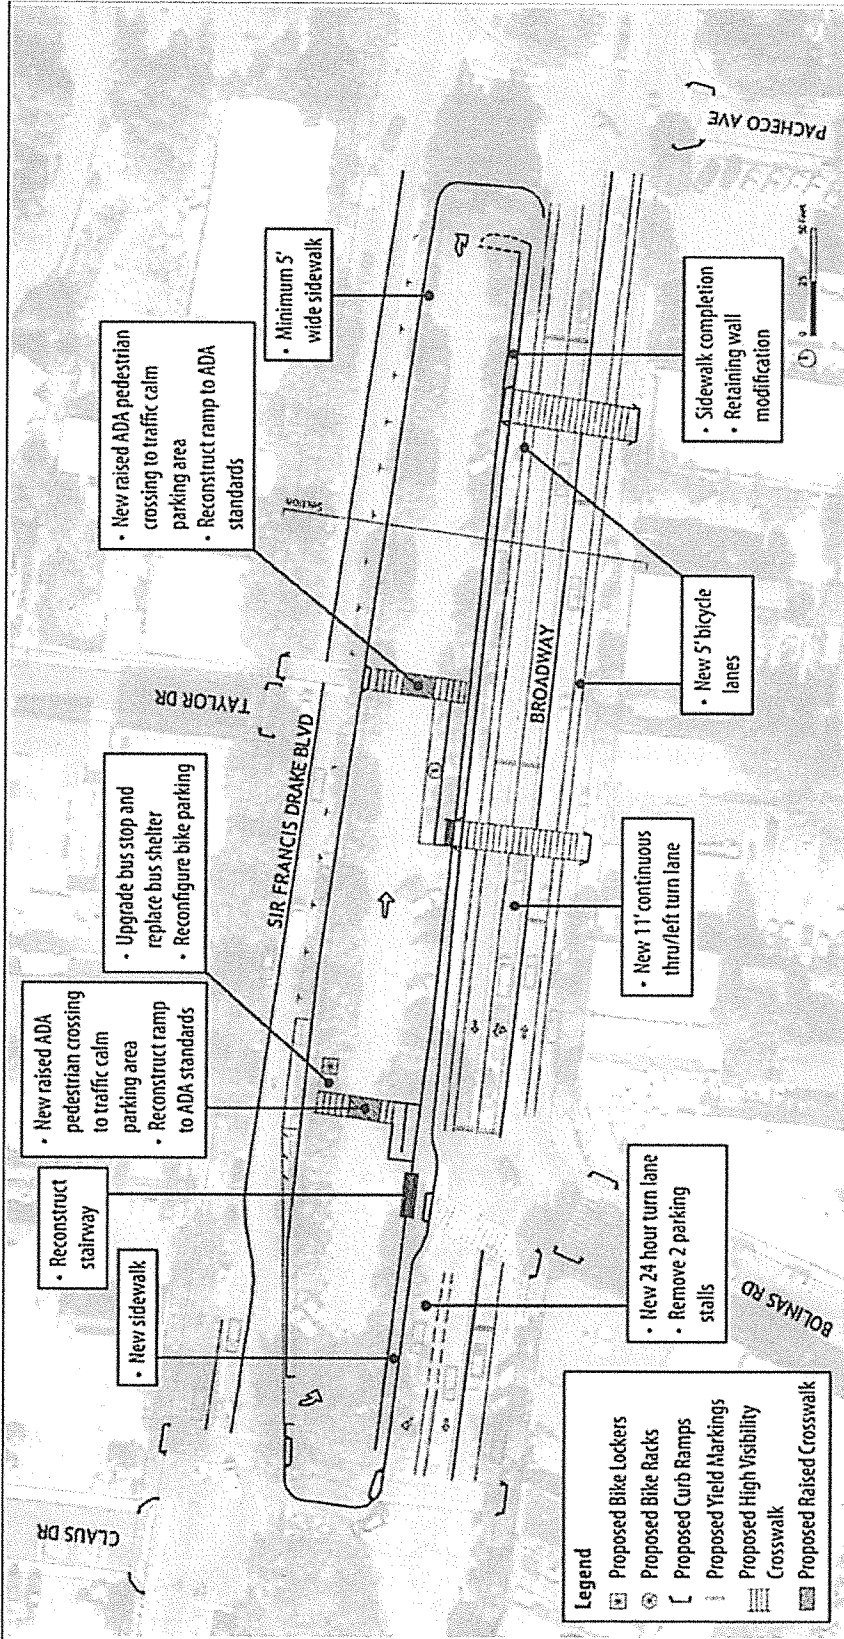 CLAUS DR
• New sidewalk
• Reconstruct
stairway
• New raised ADA
pedestrian crossing
to traffic calm
parking area
• Reconstruct ramp
to ADA standards
• Upgrade bus stop and
replace bus shelter
• Reconfigure bike parking
TAYLOR DR
• New raised ADA pedestrian
crossing to traffic calm
parking area
• Reconstruct ramp to ADA
standards
• Minimum 5'
wide sidewalk
SIR FRANCIS DRAKE BLVD
Section
BROADWAY
PACHECO AVE
BOLINAS RD
• New 24 hour turn lane
• Remove 2 parking
stalls
• New 11' continuous
thru/left turn lane
• New 5' bicycle
lanes
• Sidewalk completion
• Retaining wall
modification
0 25 50 Feet
Legend
Proposed Bike Lockers
Proposed Bike Racks
Proposed Curb Ramps
Proposed Yield Markings
Proposed High Visibility
Crosswalk
Proposed Raised Crosswalk